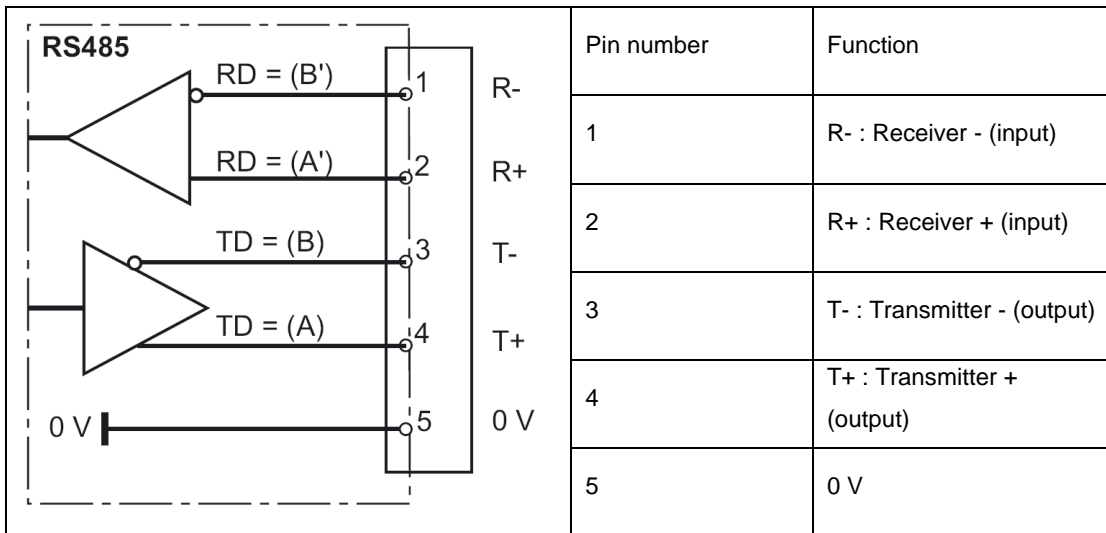 RS485
RD = (B')
1
R-
RD = (A')
2
R+
TD = (B)
3
T-
TD = (A)
4
T+
0 V
5
0 V
Pin number Function
1 R- : Receiver - (input)
2 R+ : Receiver + (input)
3 T- : Transmitter - (output)
4 T+ : Transmitter +
(output)
5 0 V